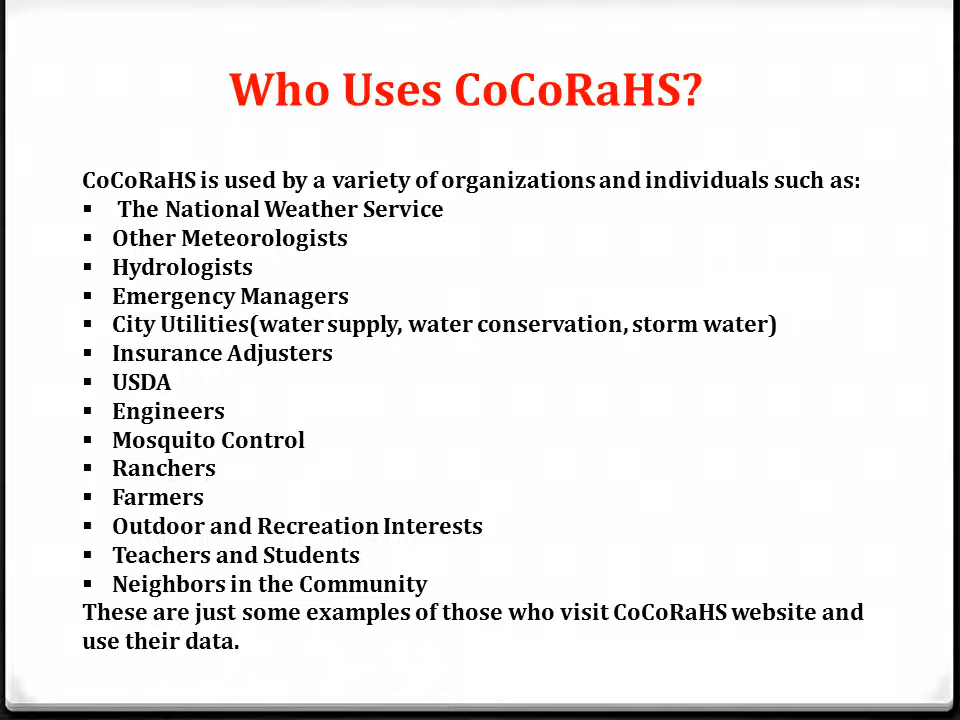 Who Uses CoCoRaHS?
CoCoRaHS is used by a variety of organizations and individuals such as:
▪ The National Weather Service
▪ Other Meteorologists
▪ Hydrologists
▪ Emergency Managers
▪ City Utilities(water supply, water conservation, storm water)
▪ Insurance Adjusters
▪ USDA
▪ Engineers
▪ Mosquito Control
▪ Ranchers
▪ Farmers
▪ Outdoor and Recreation Interests
▪ Teachers and Students
▪ Neighbors in the Community
These are just some examples of those who visit CoCoRaHS website and
use their data.